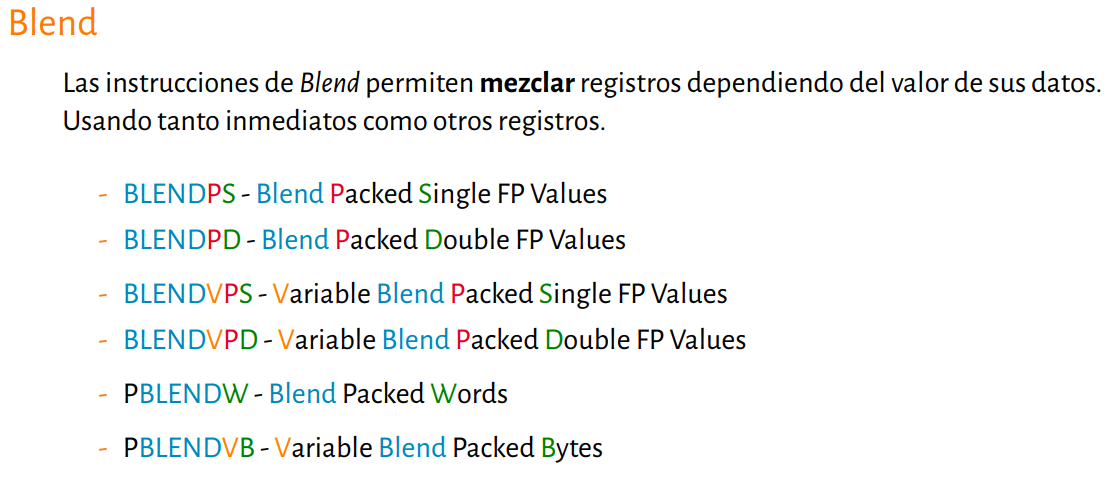 Blend
Las instrucciones de Blend permiten mezclar registros dependiendo del valor de sus datos.
Usando tanto inmediatos como otros registros.
- BLENDPS - Blend Packed Single FP Values
- BLENDPD - Blend Packed Double FP Values
- BLENDVPS - Variable Blend Packed Single FP Values
- BLENDVPD - Variable Blend Packed Double FP Values
- PBLENDW - Blend Packed Words
- PBLENDVB - Variable Blend Packed Bytes